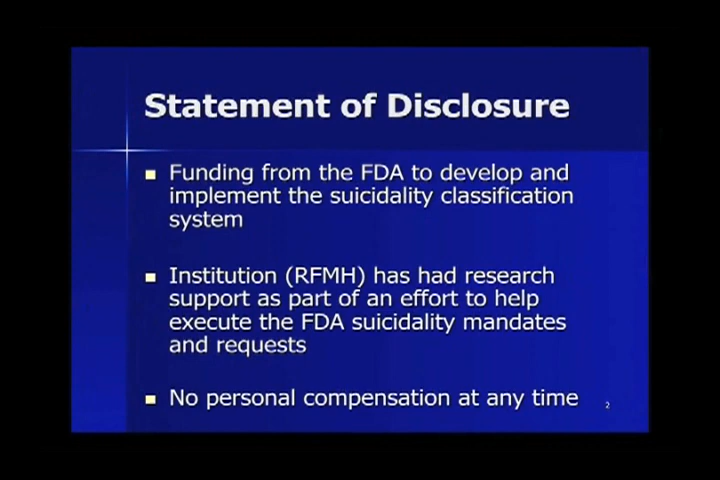 Statement of Disclosure
Funding from the FDA to develop and
implement the suicidality classification
system
Institution (RFMH) has had research
support as part of an effort to help
execute the FDA suicidality mandates
and requests
No personal compensation at any time
2